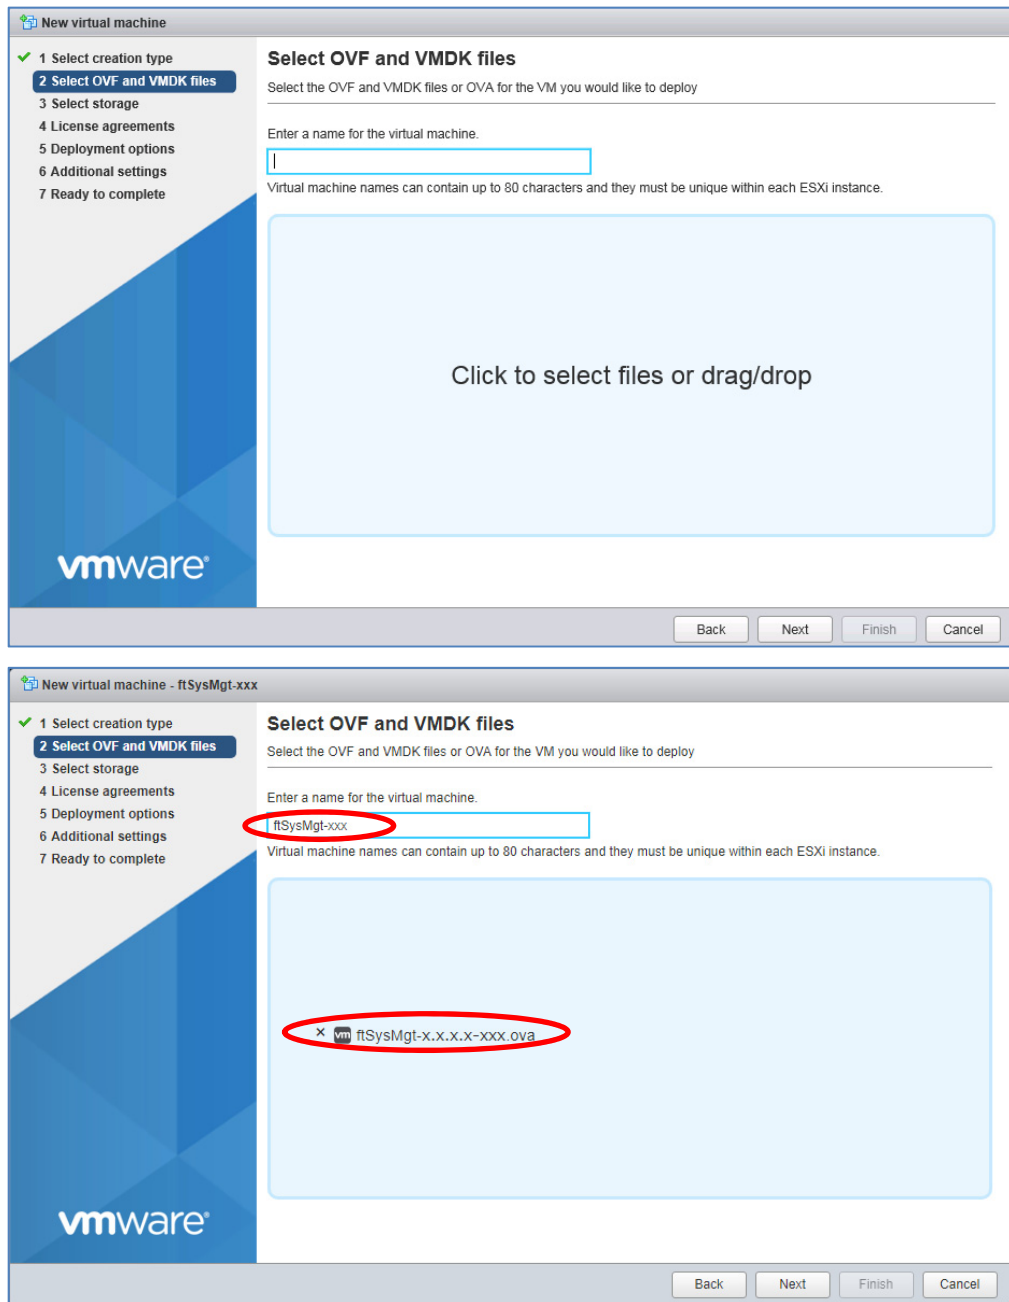 New virtual machine
1 Select creation type
2 Select OVF and VMDK files
3 Select storage
4 License agreements
5 Deployment options
6 Additional settings
7 Ready to complete
vmware®
Select OVF and VMDK files
Select the OVF and VMDK files or OVA for the VM you would like to deploy
Enter a name for the virtual machine.
Virtual machine names can contain up to 80 characters and they must be unique within each ESXi instance.
Click to select files or drag/drop
Back Next Finish Cancel
New virtual machine - ftSysMgt-xxx
1 Select creation type
2 Select OVF and VMDK files
3 Select storage
4 License agreements
5 Deployment options
6 Additional settings
7 Ready to complete
vmware®
Select OVF and VMDK files
Select the OVF and VMDK files or OVA for the VM you would like to deploy
Enter a name for the virtual machine.
ftSysMgt-xxx
Virtual machine names can contain up to 80 characters and they must be unique within each ESXi instance.
× vm ftSysMgt-x.x.x.x-xxx.ova
Back Next Finish Cancel